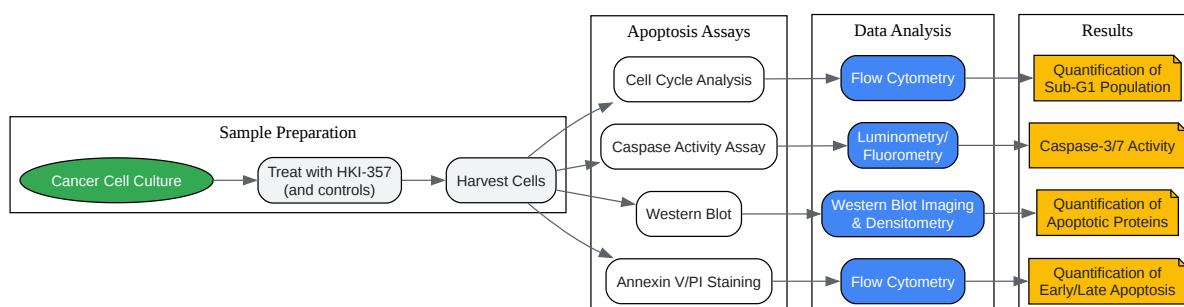 Sample Preparation
Cancer Cell Culture
Treat with HKI-357
(and controls)
Harvest Cells
Apoptosis Assays
Cell Cycle Analysis
Caspase Activity Assay
Western Blot
Annexin V/PI Staining
Data Analysis
Flow Cytometry
Luminometry/
Fluorometry
Western Blot Imaging
& Densitometry
Flow Cytometry
Results
Quantification of
Sub-G1 Population
Caspase-3/7 Activity
Quantification of
Apoptotic Proteins
Quantification of
Early/Late Apoptosis